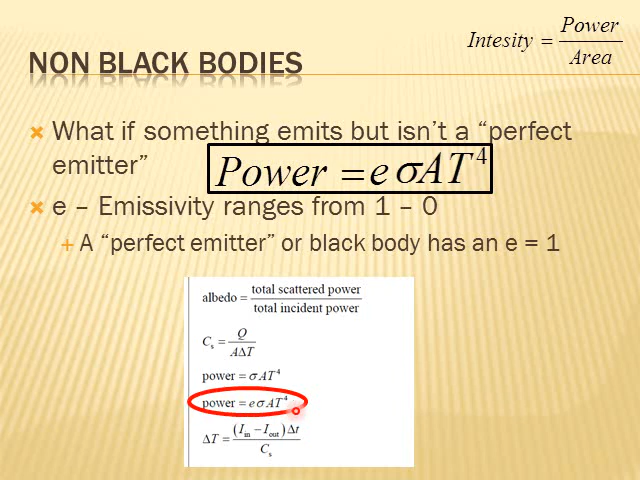 Intesity = Power / Area
NON BLACK BODIES
What if something emits but isn't a "perfect
emitter"
Power = e σAT⁴
e – Emissivity ranges from 1 – 0
A "perfect emitter" or black body has an e = 1
albedo = total scattered power / total incident power
Cₛ = Q / AΔT
power = σAT⁴
power = eσAT⁴
ΔT = (Iᵢₙ − Iₒᵤₜ)Δt / Cₛ